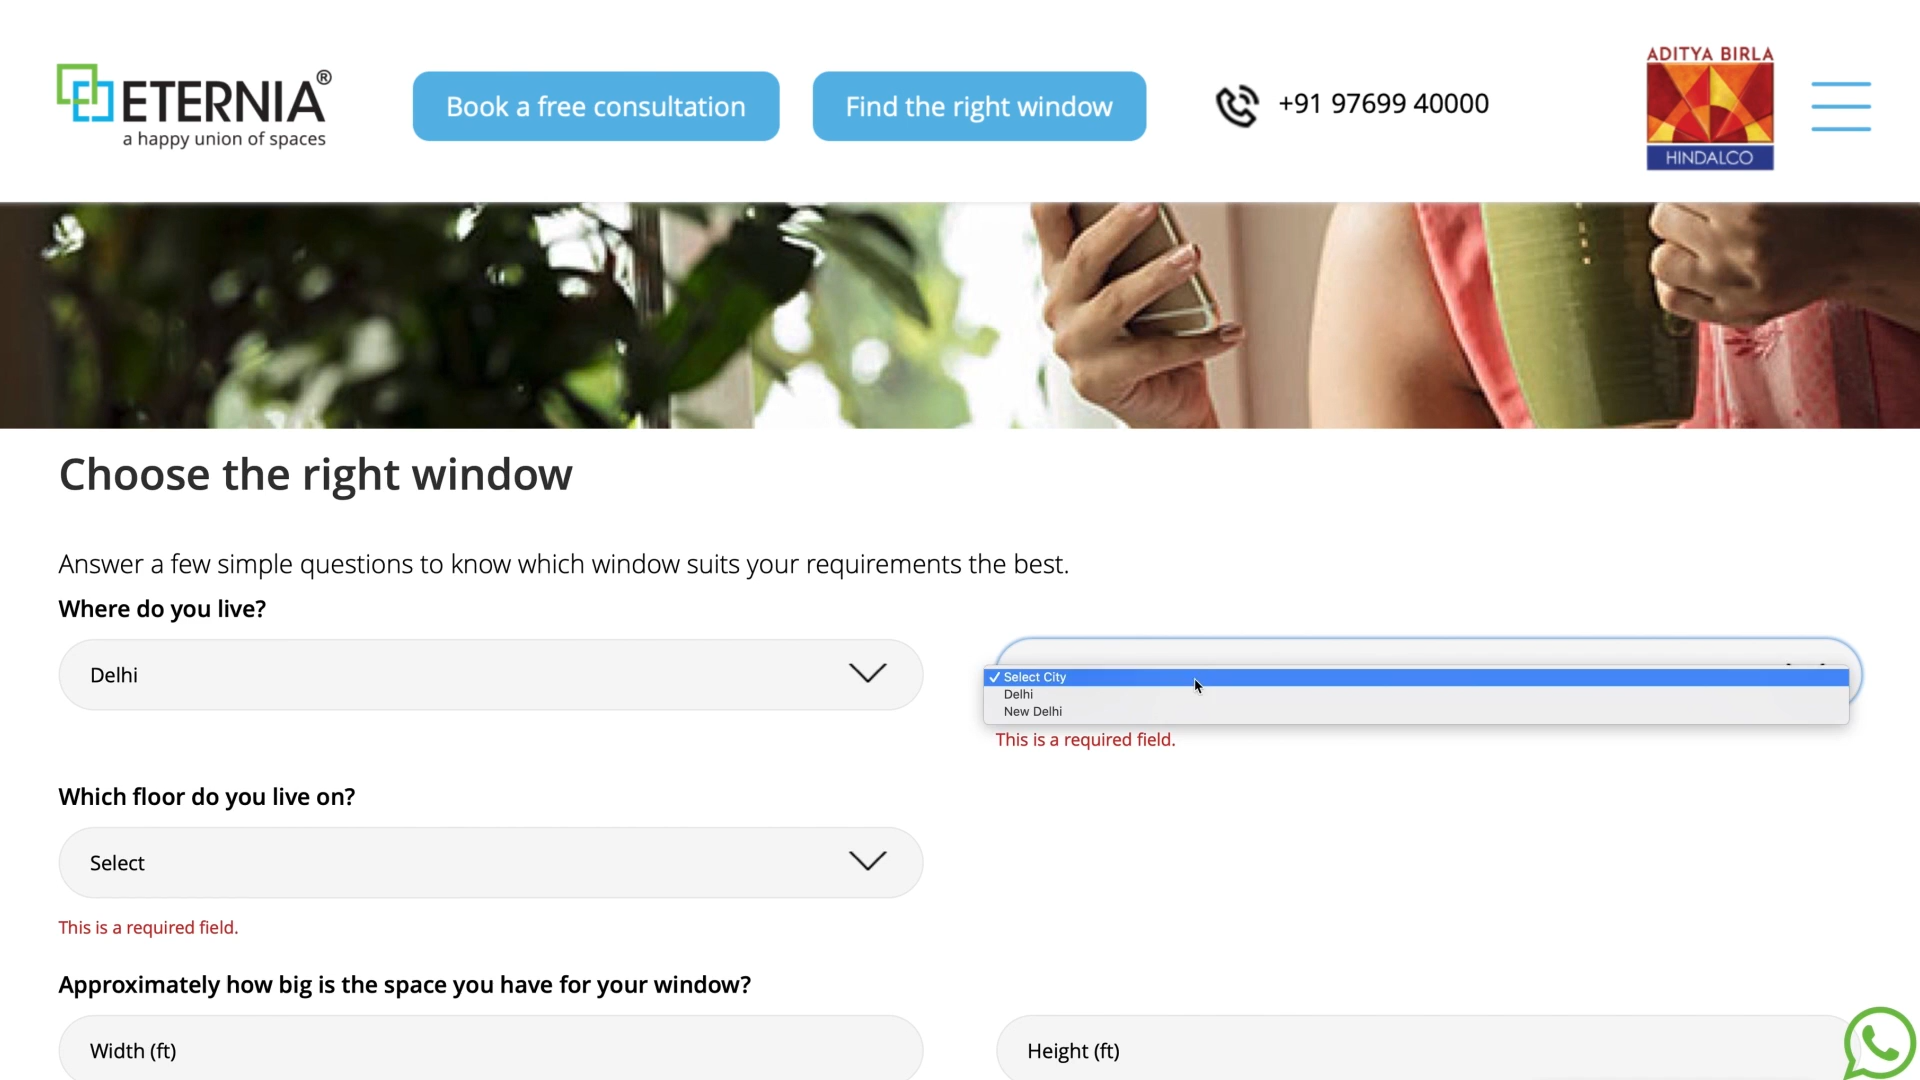 ETERNIA®
a happy union of spaces
Book a free consultation
Find the right window
+91 97699 40000
ADITYA BIRLA
HINDALCO
Choose the right window
Answer a few simple questions to know which window suits your requirements the best.
Where do you live?
Delhi
✓ Select City
Delhi
New Delhi
This is a required field.
Which floor do you live on?
Select
This is a required field.
Approximately how big is the space you have for your window?
Width (ft)
Height (ft)